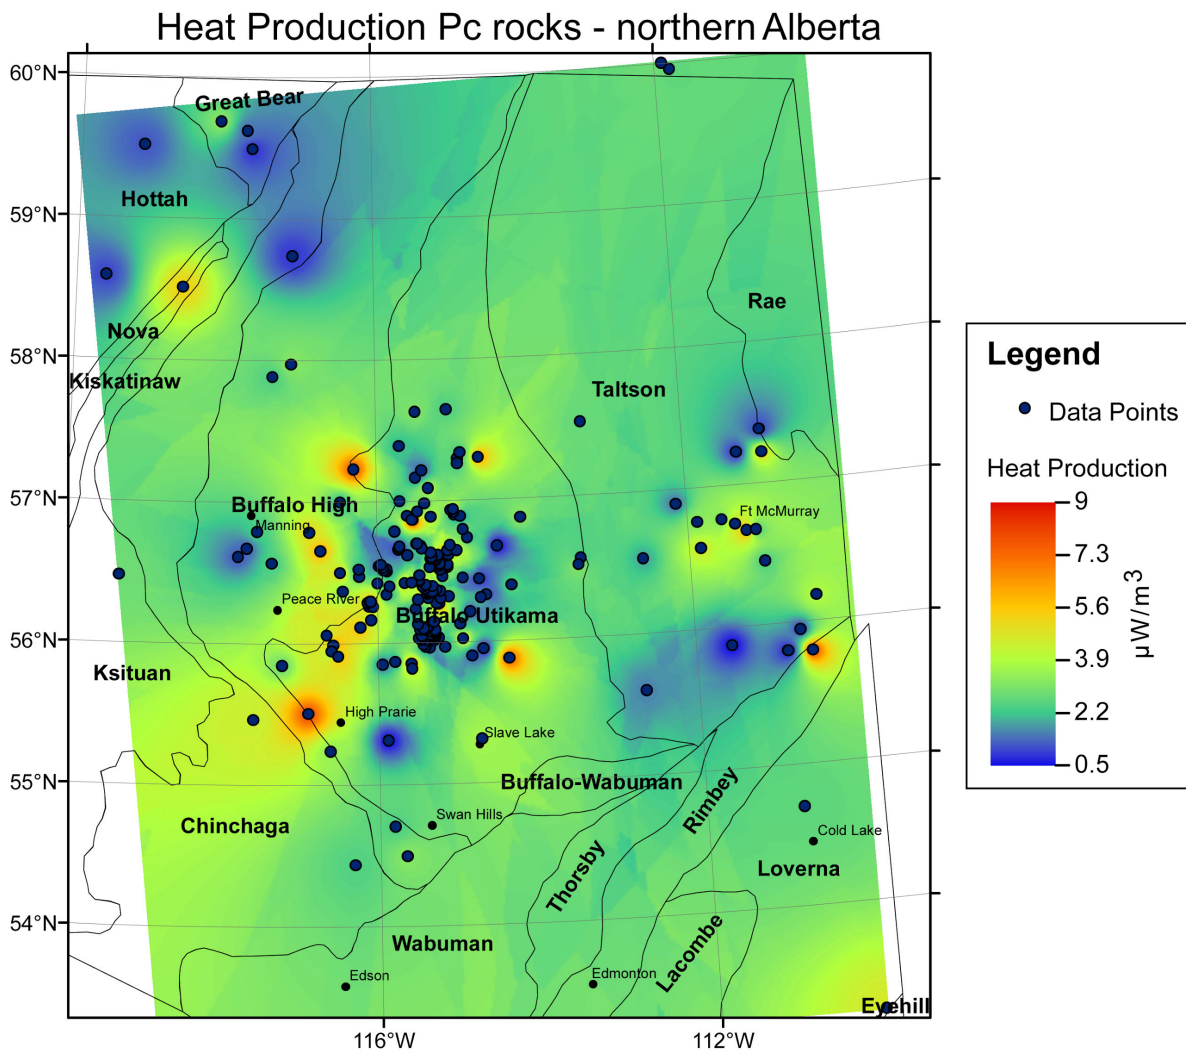 Heat Production Pc rocks - northern Alberta
60°N
59°N
58°N
57°N
56°N
55°N
54°N
116°W
112°W
Great Bear
Hottah
Nova
Kiskatinaw
Rae
Taltson
Buffalo High
Manning
Ft McMurray
Peace River
Buffalo Utikama
Ksituan
High Prarie
Slave Lake
Buffalo-Wabuman
Chinchaga
Swan Hills
Rimbey
Cold Lake
Thorsby
Loverna
Wabuman
Lacombe
Edson
Edmonton
Eyehill
Legend
Data Points
Heat Production
9
7.3
5.6
3.9
2.2
0.5
µW/m3